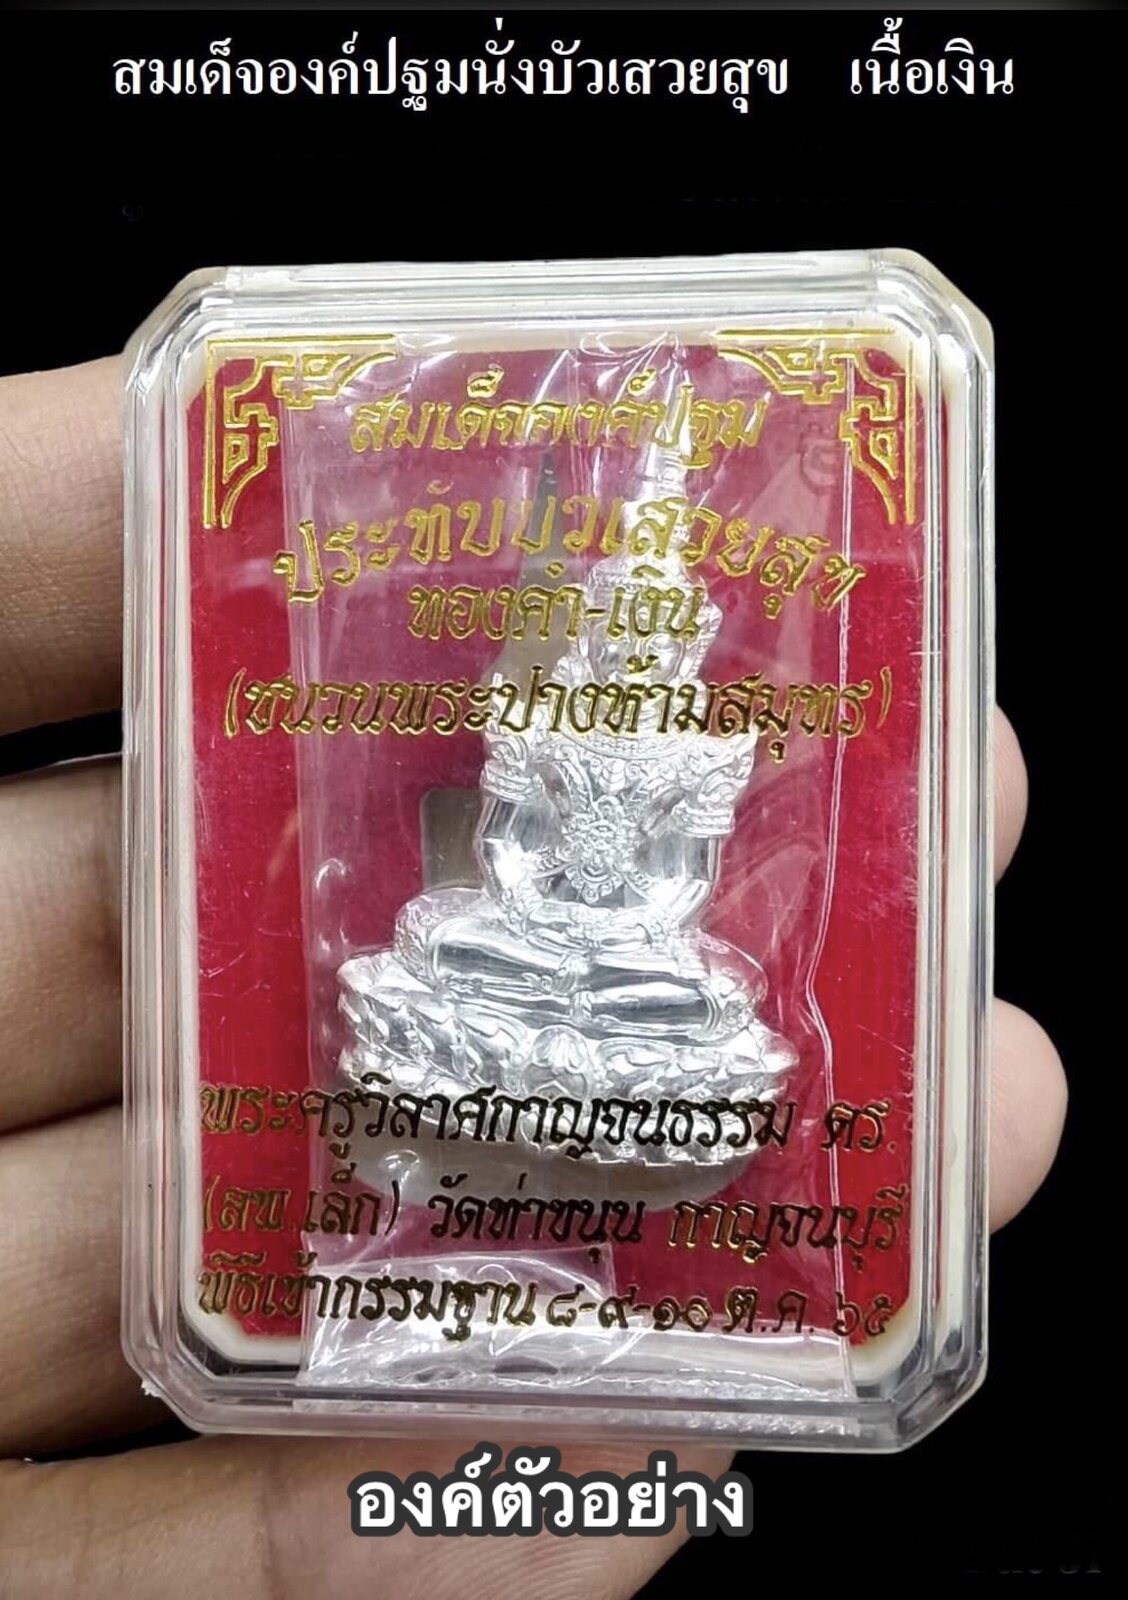 สมเด็จองค์ปฐมนั่งบัวเสวยสุข เนื้อเงิน
สมเด็จองค์ปฐม
ประทับบัวเสวยสุข
ทองคำ-เงิน
(ชนวนพระปางห้ามสมุทร)
พระครูวิลาศกาญจนธรรม ดร.
(ลพ.เล็ก) วัดท่าขนุน กาญจนบุรี
พิธีเข้ากรรมฐาน ๘-๙-๑๐ ต.ค. ๖๕
องค์ตัวอย่าง